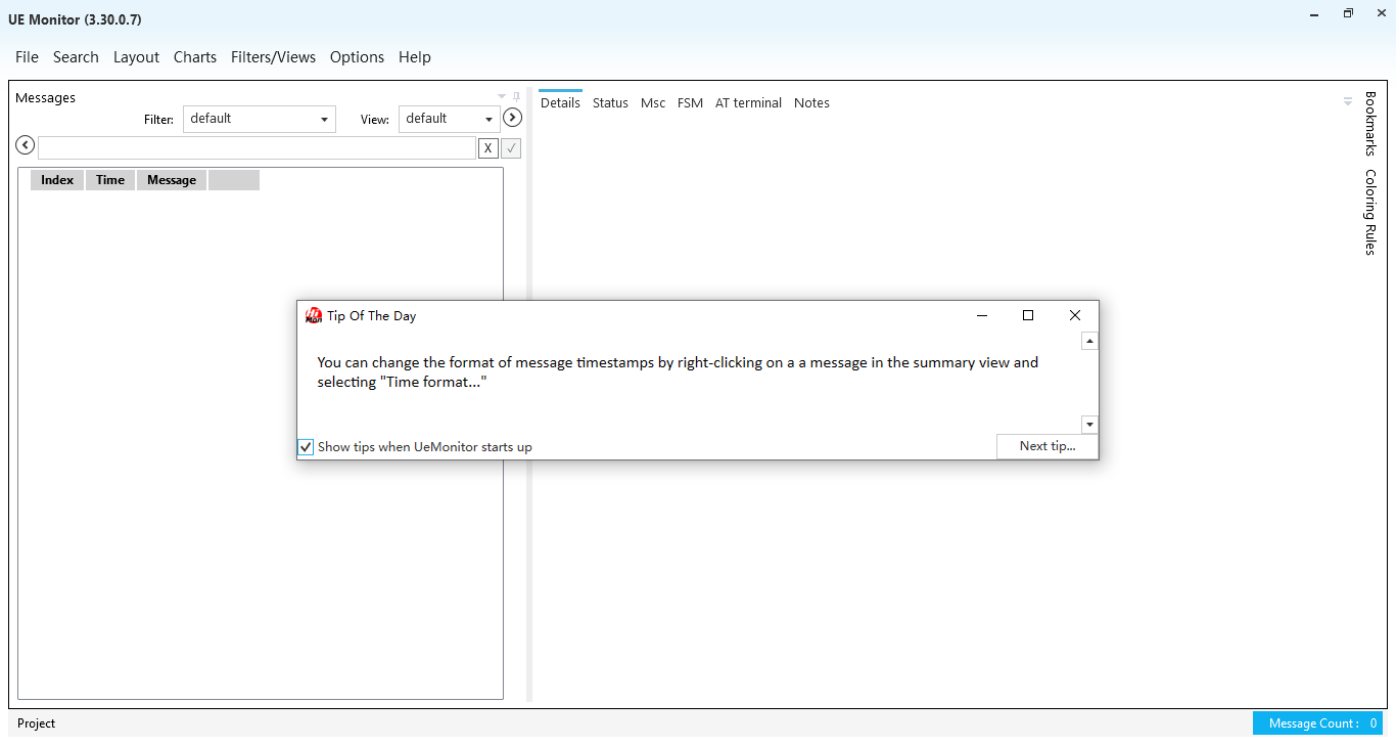 UE Monitor (3.30.0.7)
File Search Layout Charts Filters/Views Options Help
Messages
Filter: default View: default
X
Index Time Message
Details Status Msc FSM AT terminal Notes
Bookmarks
Coloring Rules
Hi Mon Tip Of The Day
You can change the format of message timestamps by right-clicking on a a message in the summary view and
selecting "Time format..."
Show tips when UeMonitor starts up
Next tip...
Project
Message Count: 0